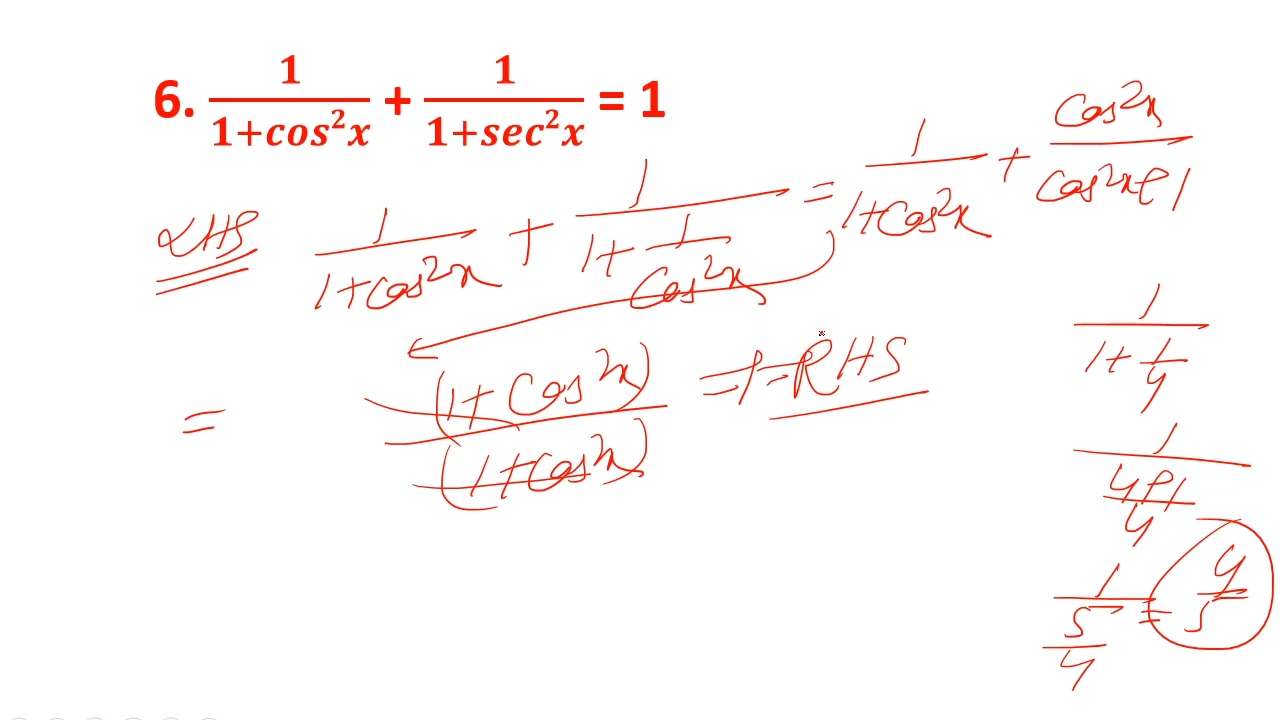 6. 1/(1+cos²x) + 1/(1+sec²x) = 1
LHS 1/(1+cos²x) + 1/(1+1/cos²x) = 1/(1+cos²x) + cos²x/(cos²x+1)
= (1+cos²x)/(1+cos²x) = 1 = RHS
1/(1+1/4)
1/((4+1)/4)
1/(5/4) = 4/5